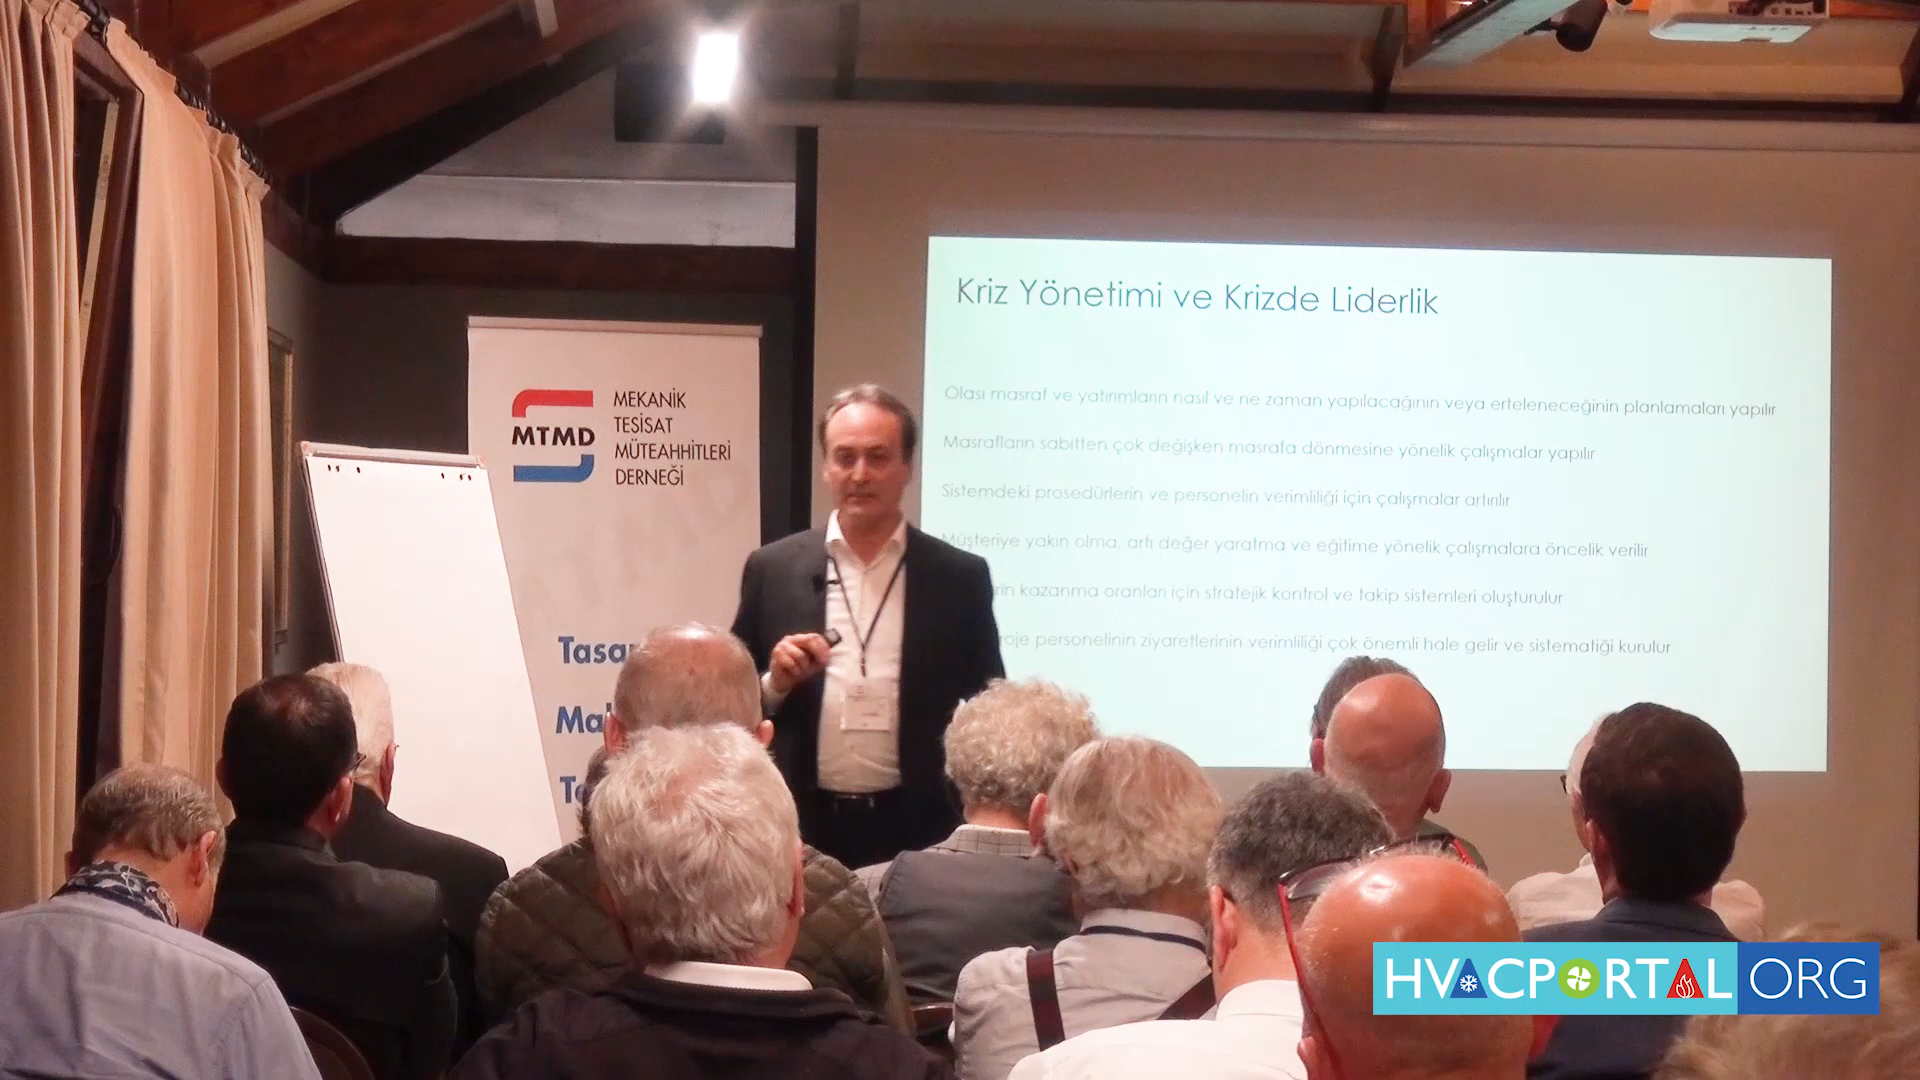 Kriz Yönetimi ve Krizde Liderlik
Olası masraf ve yatırımların nasıl ve ne zaman yapılacağının veya erteleneceğinin planlamaları yapılır
Masrafların sabitten çok değişken masrafa dönmesine yönelik çalışmalar yapılır
Sistemdeki prosedürlerin ve personelin verimliliği için çalışmalar artırılır
Müşteriye yakın olma, artı değer yaratma ve eğitime yönelik çalışmalara öncelik verilir
kazanma oranları için stratejik kontrol ve takip sistemleri oluşturulur
personelinin ziyaretlerinin verimliliği çok önemli hale gelir ve sistematiği kurulur
MTMD
MEKANİK
TESİSAT
MÜTEAHHİTLERİ
DERNEĞİ
HVACPORTAL ORG